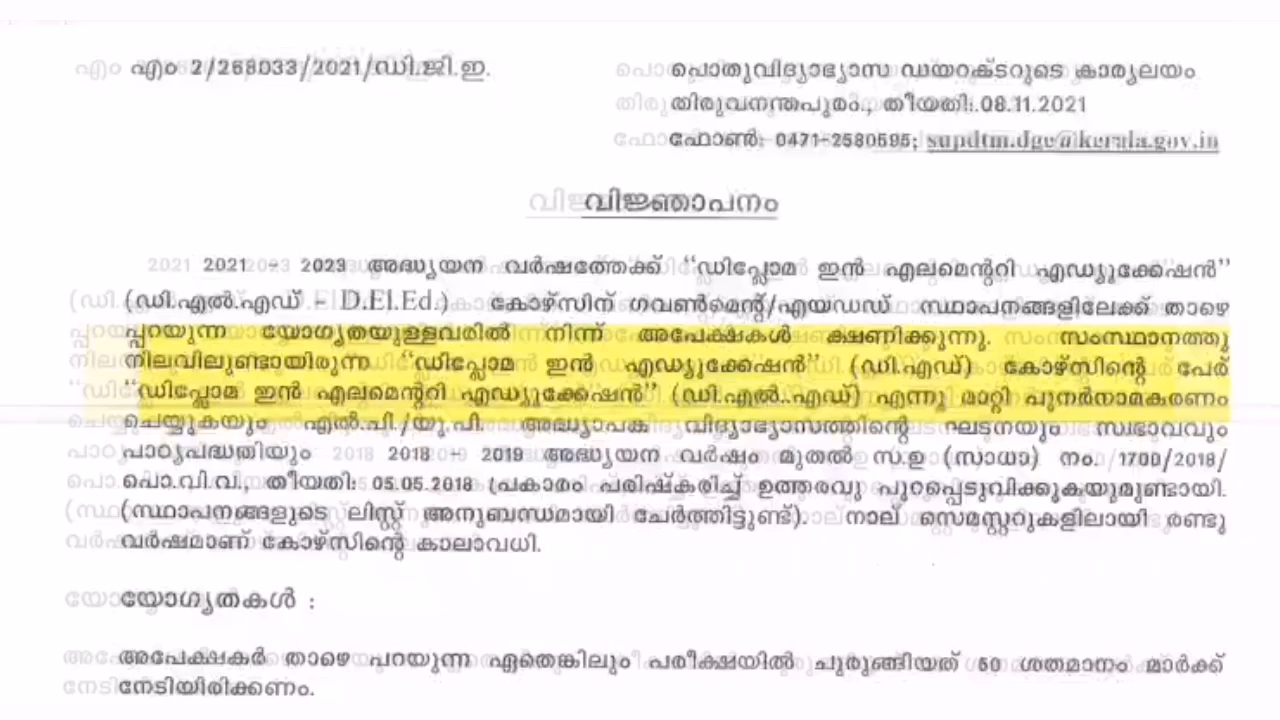 എം 2/268033/2021/ഡി.ജി.ഇ.
പൊതുവിദ്യാഭ്യാസ ഡയറക്ടറുടെ കാര്യലയം
തിരുവനന്തപുരം., തീയതി:.08.11.2021
ഫോൺ: 0471-2580595; supdtm.dge@kerala.gov.in
വിജ്ഞാപനം
2021 - 2023 അദ്ധ്യയന വർഷത്തേക്ക് "ഡിപ്ലോമ ഇൻ എലമെന്ററി എഡ്യൂക്കേഷൻ"
(ഡി.എൽ.എഡ് - D.El.Ed.) കോഴ്സിന് ഗവൺമെന്റ്/എയ്ഡഡ് സ്ഥാപനങ്ങളിലേക്ക് താഴെ
പ്പറയുന്ന യോഗ്യതയുള്ളവരിൽ നിന്ന് അപേക്ഷകൾ ക്ഷണിക്കുന്നു. സംസ്ഥാനത്തു
നിലവിലുണ്ടായിരുന്ന "ഡിപ്ലോമ ഇൻ എഡ്യൂക്കേഷൻ" (ഡി.എഡ്) കോഴ്സിന്റെ പേര്
"ഡിപ്ലോമ ഇൻ എലമെന്ററി എഡ്യൂക്കേഷൻ" (ഡി.എൽ..എഡ്) എന്നൂ മാറ്റി പുനർനാമകരണം
ചെയ്യുകയും എൽ.പി./യു.പി. അദ്ധ്യാപക വിദ്യാഭ്യാസത്തിന്റെ ഘടനയും സ്വഭാവവും
പാഠ്യപദ്ധതിയും 2018 - 2019 അദ്ധ്യയന വർഷം മുതൽ സ.ഉ (സാധാ) നം. 1700/2018/
പൊ.വി.വ., തീയതി: 05.05.2018 പ്രകാരം പരിഷ്കരിച്ച് ഉത്തരവു പുറപ്പെടുവിക്കുകയുമുണ്ടായി.
(സ്ഥാപനങ്ങളുടെ ലിസ്റ്റ് അനുബന്ധമായി ചേർത്തിട്ടുണ്ട്). നാല് സെമസ്റ്ററുകളിലായി രണ്ടു
വർഷമാണ് കോഴ്സിന്റെ കാലാവധി.
യോഗ്യതകൾ :
അപേക്ഷകർ താഴെ പറയുന്ന ഏതെങ്കിലും പരീക്ഷയിൽ ചുരുങ്ങിയത് 50 ശതമാനം മാർക്ക്
നേടിയിരിക്കണം.